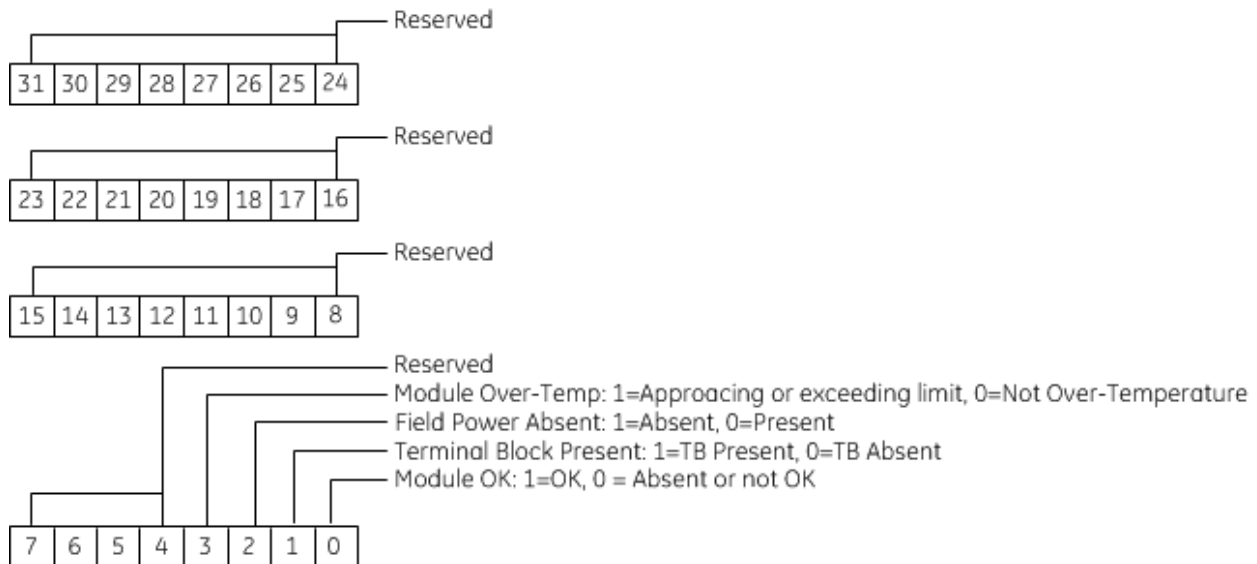 Reserved
31 30 29 28 27 26 25 24
Reserved
23 22 21 20 19 18 17 16
Reserved
15 14 13 12 11 10 9 8
Reserved
Module Over-Temp: 1=Approacing or exceeding limit, 0=Not Over-Temperature
Field Power Absent: 1=Absent, 0=Present
Terminal Block Present: 1=TB Present, 0=TB Absent
Module OK: 1=OK, 0 = Absent or not OK
7 6 5 4 3 2 1 0